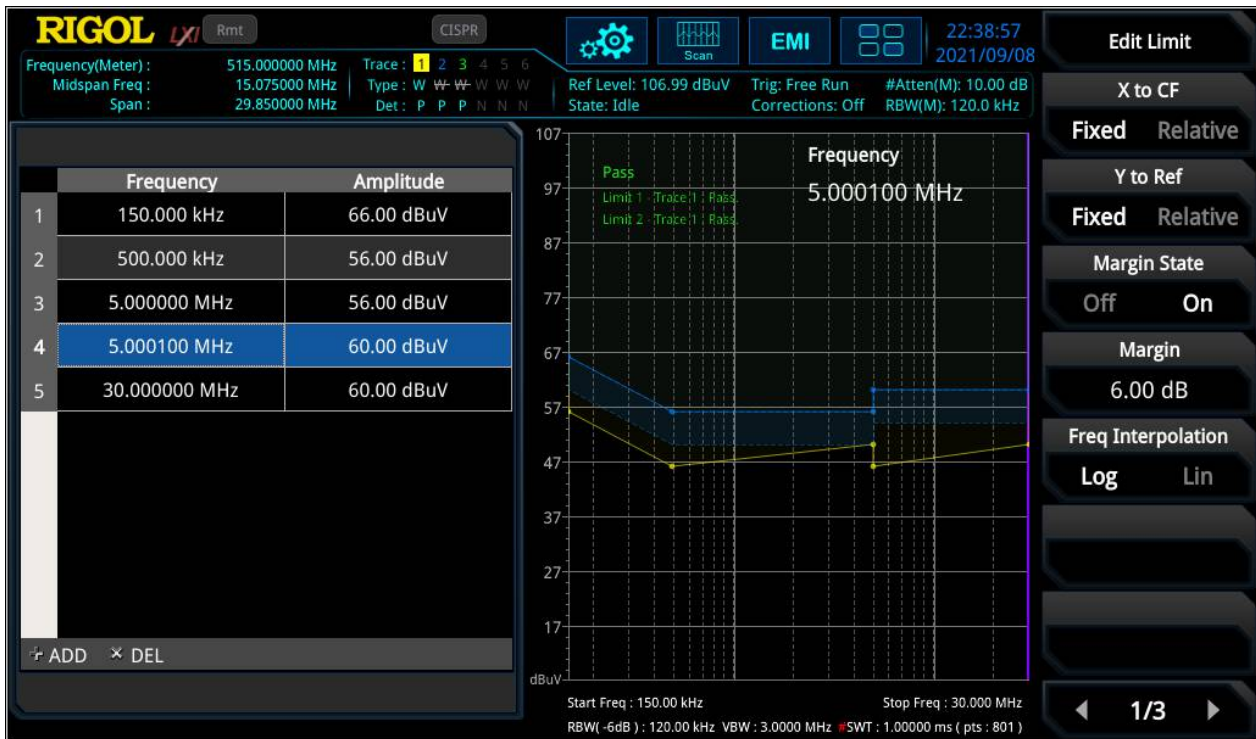 RIGOL LXI Rmt CISPR
Scan
EMI
22:38:57
2021/09/08
Frequency(Meter) : 515.000000 MHz
Midspan Freq : 15.075000 MHz
Span : 29.850000 MHz
Trace : 1 2 3 4 5 6
Type : W W W W W W
Det : P P P N N N
Ref Level: 106.99 dBuV Trig: Free Run #Atten(M): 10.00 dB
State: Idle Corrections: Off RBW(M): 120.0 kHz
Frequency Amplitude
1 150.000 kHz 66.00 dBuV
2 500.000 kHz 56.00 dBuV
3 5.000000 MHz 56.00 dBuV
4 5.000100 MHz 60.00 dBuV
5 30.000000 MHz 60.00 dBuV
ADD × DEL
107
97
87
77
67
57
47
37
27
17
dBuV
Pass
Limit 1 - Trace 1 : Pass.
Limit 2 - Trace 1 : Pass.
Frequency
5.000100 MHz
Start Freq : 150.00 kHz Stop Freq : 30.000 MHz
RBW( -6dB ) : 120.00 kHz VBW : 3.0000 MHz #SWT : 1.00000 ms ( pts : 801 )
Edit Limit
X to CF
Fixed Relative
Y to Ref
Fixed Relative
Margin State
Off On
Margin
6.00 dB
Freq Interpolation
Log Lin
1/3